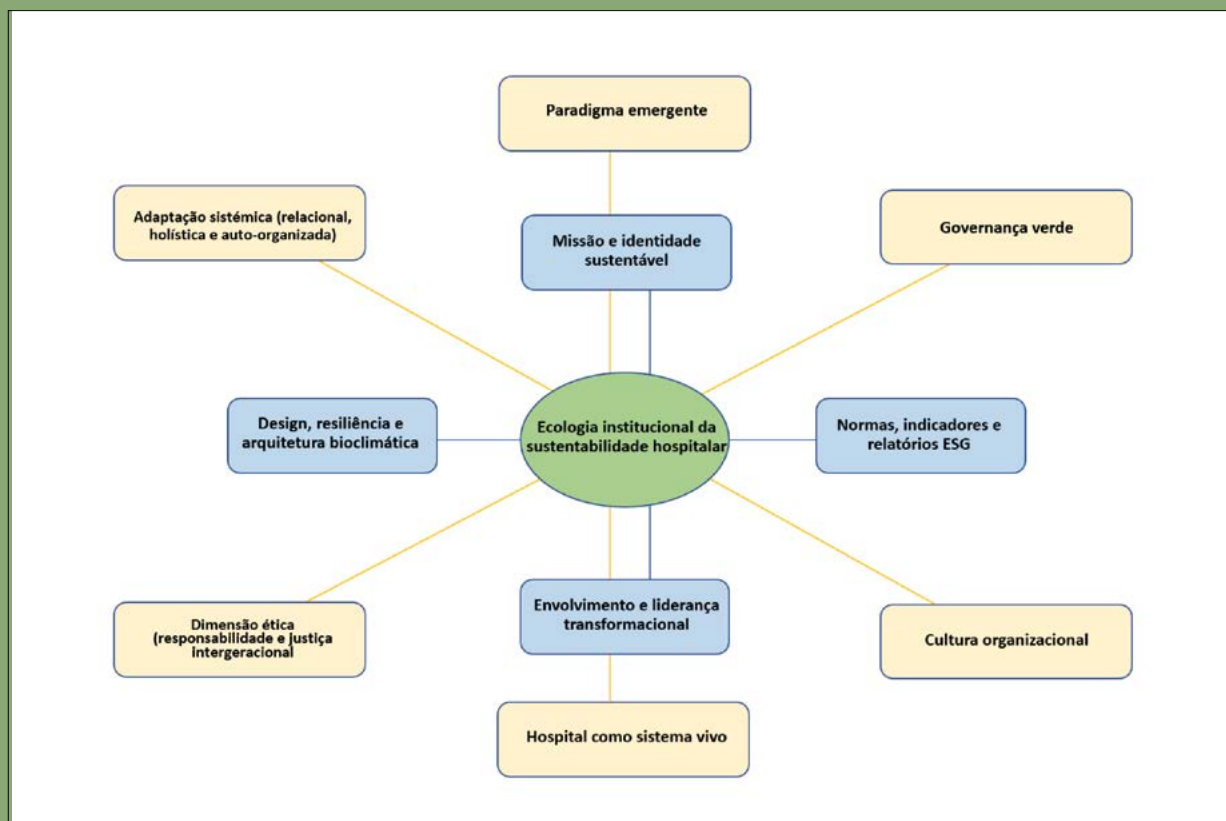 Paradigma emergente
Adaptação sistémica (relacional,
holística e auto-organizada)
Missão e identidade
sustentável
Governança verde
Design, resiliência e
arquitetura bioclimática
Ecologia institucional da
sustentabilidade hospitalar
Normas, indicadores e
relatórios ESG
Dimensão ética
(responsabilidade e justiça
intergeracional
Envolvimento e liderança
transformacional
Cultura organizacional
Hospital como sistema vivo